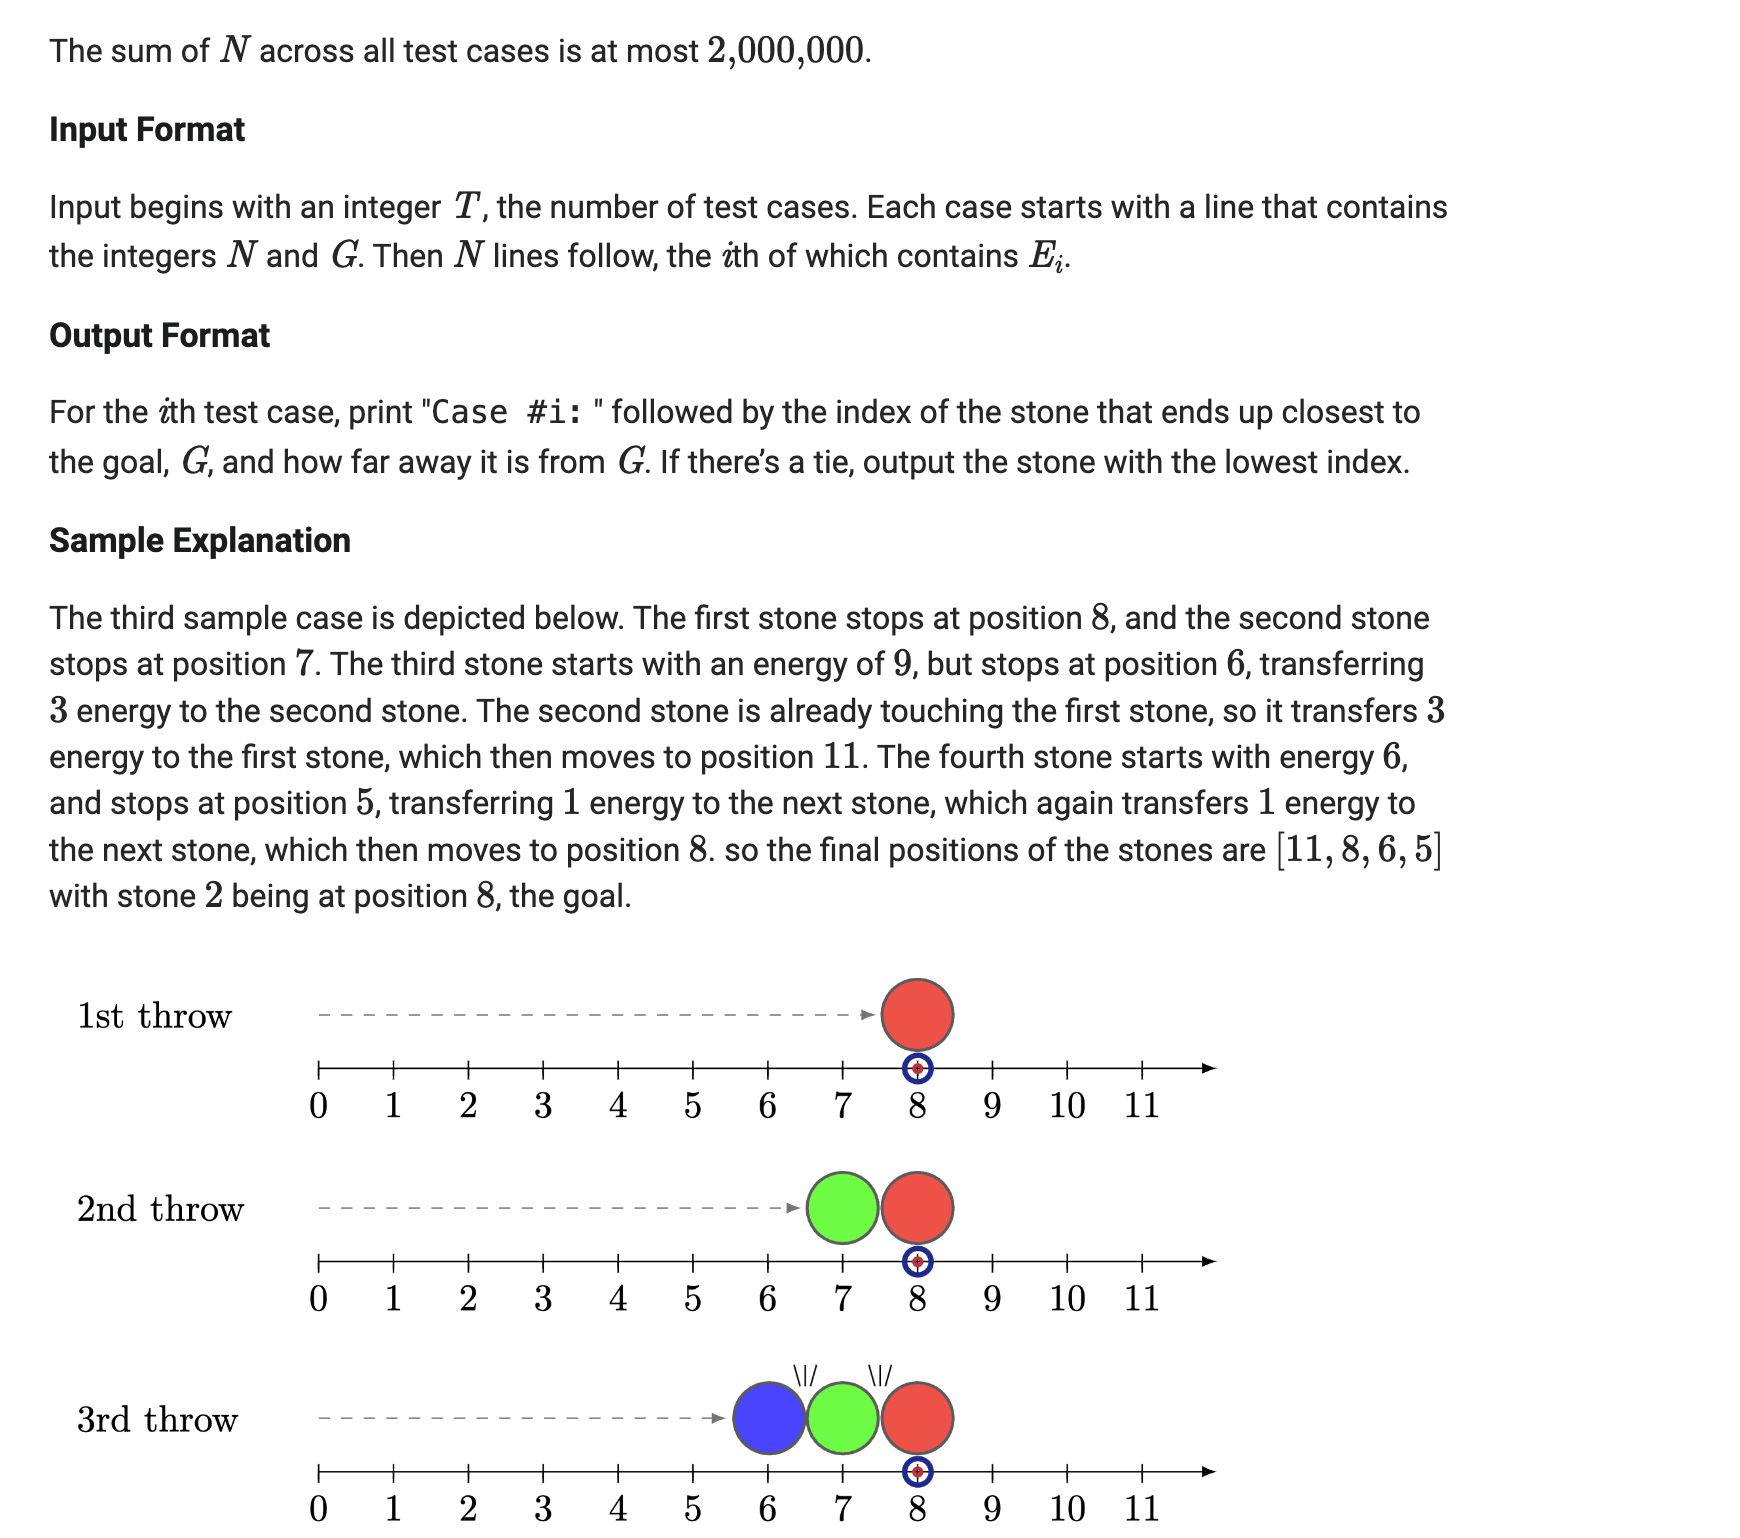 The sum of N across all test cases is at most 2,000,000.
Input Format
Input begins with an integer T, the number of test cases. Each case starts with a line that contains
the integers N and G. Then N lines follow, the ith of which contains E_i.
Output Format
For the ith test case, print "Case #i: " followed by the index of the stone that ends up closest to
the goal, G, and how far away it is from G. If there's a tie, output the stone with the lowest index.
Sample Explanation
The third sample case is depicted below. The first stone stops at position 8, and the second stone
stops at position 7. The third stone starts with an energy of 9, but stops at position 6, transferring
3 energy to the second stone. The second stone is already touching the first stone, so it transfers 3
energy to the first stone, which then moves to position 11. The fourth stone starts with energy 6,
and stops at position 5, transferring 1 energy to the next stone, which again transfers 1 energy to
the next stone, which then moves to position 8. so the final positions of the stones are [11, 8, 6, 5]
with stone 2 being at position 8, the goal.
1st throw
0 1 2 3 4 5 6 7 8 9 10 11
2nd throw
0 1 2 3 4 5 6 7 8 9 10 11
3rd throw
0 1 2 3 4 5 6 7 8 9 10 11